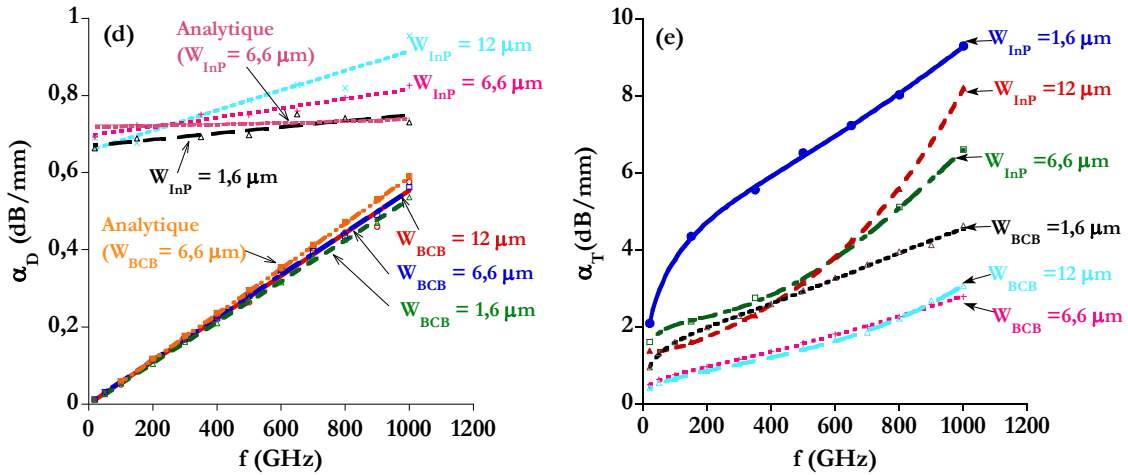 (d)
Analytique
(W_InP = 6,6 μm)
W_InP = 12 μm
W_InP = 6,6 μm
W_InP = 1,6 μm
Analytique
(W_BCB = 6,6 μm)
W_BCB = 12 μm
W_BCB = 6,6 μm
W_BCB = 1,6 μm
α_D (dB/mm)
1
0,8
0,6
0,4
0,2
0
0 200 400 600 800 1000 1200
f (GHz)
(e)
W_InP =1,6 μm
W_InP =12 μm
W_InP =6,6 μm
W_BCB =1,6 μm
W_BCB =12 μm
W_BCB =6,6 μm
α_T (dB/mm)
10
8
6
4
2
0
0 200 400 600 800 1000 1200
f (GHz)